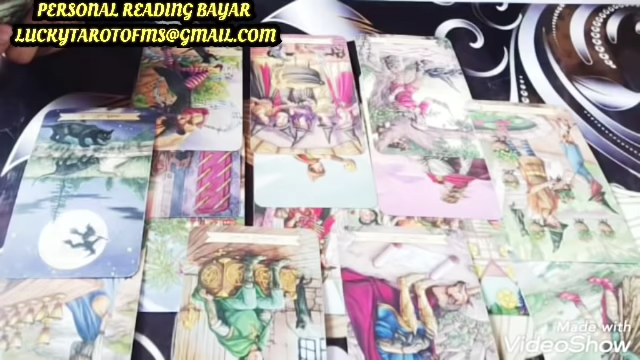 PERSONAL READING BAYAR
LUCKYTAROTOFMS@GMAIL.COM
Made with
VideoShow